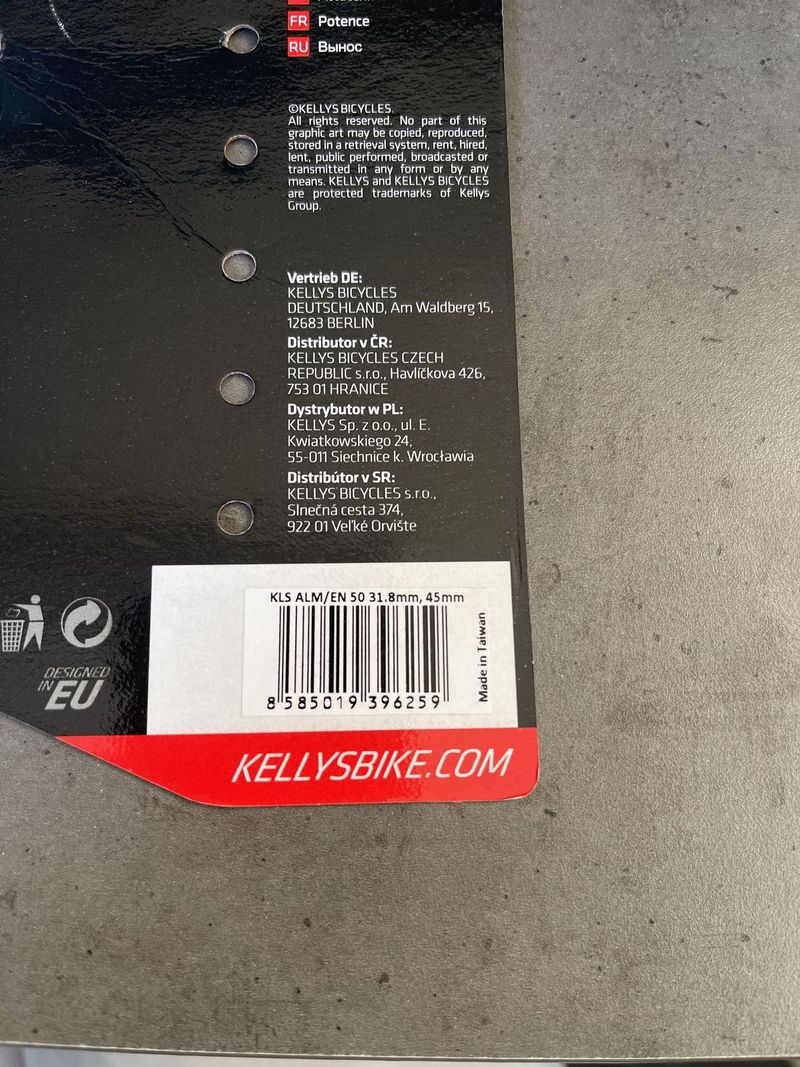 FR Potence
RU Вынос
©KELLYS BICYCLES.
All rights reserved. No part of this
graphic art may be copied, reproduced,
stored in a retrieval system, rent, hired,
lent, public performed, broadcasted or
transmitted in any form or by any
means. KELLYS and KELLYS BICYCLES
are protected trademarks of Kellys
Group.
Vertrieb DE:
KELLYS BICYCLES
DEUTSCHLAND, Am Waldberg 15,
12683 BERLIN
Distributor v ČR:
KELLYS BICYCLES CZECH
REPUBLIC s.r.o., Havlíčkova 426,
753 01 HRANICE
Dystrybutor w PL:
KELLYS Sp. z o.o., ul. E.
Kwiatkowskiego 24,
55-011 Siechnice k. Wrocławia
Distribútor v SR:
KELLYS BICYCLES s.r.o.,
Slnečná cesta 374,
922 01 Veľké Orvište
KLS ALM/EN 50 31.8mm, 45mm
8 585019 396259
Made in Taiwan
DESIGNED
IN EU
KELLYSBIKE.COM